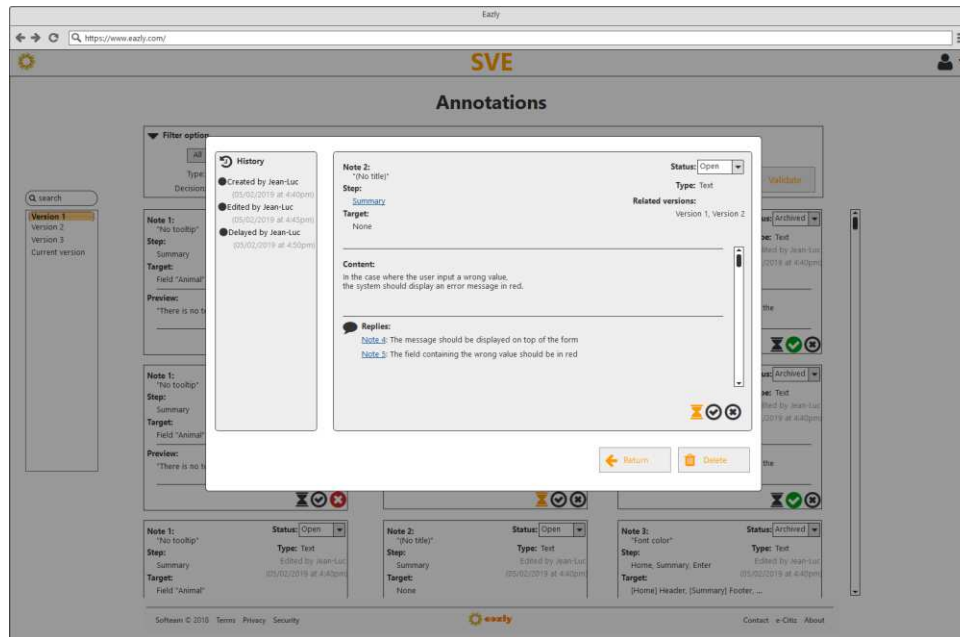 Eazly
https://www.eazly.com/
SVE
Annotations
Filter option
All
Type:
Decision:
Validate
search
Version 1
Version 2
Version 3
Current version
History
Created by Jean-Luc
(05/02/2019 at 4:40pm)
Edited by Jean-Luc
(05/02/2019 at 4:45pm)
Delayed by Jean-Luc
(05/02/2019 at 4:50pm)
Note 2:
"(No title)"
Step:
Summary
Target:
None
Status: Open
Type: Text
Related versions:
Version 1, Version 2
Content:
In the case where the user input a wrong value,
the system should display an error message in red.
Replies:
Note 4: The message should be displayed on top of the form
Note 5: The field containing the wrong value should be in red
Return
Delete
Note 1:
"No tooltip"
Step:
Summary
Target:
Field "Animal"
Preview:
"There is no
Archived
Text
Jean-Luc
at 4:40pm)
the
Note 1:
"No tooltip"
Step:
Summary
Target:
Field "Animal"
Preview:
"There is no
Archived
Text
Jean-Luc
at 4:40pm)
the
Note 1:
"No tooltip"
Step:
Summary
Target:
Field "Animal"
Status: Open
Type: Text
Edited by Jean-Luc
(05/02/2019 at 4:40pm)
Note 2:
"(No title)"
Step:
Summary
Target:
None
Status: Open
Type: Text
Edited by Jean-Luc
(05/02/2019 at 4:40pm)
Note 3:
"Font color"
Step:
Home, Summary, Enter
Target:
[Home] Header, [Summary] Footer, ...
Status: Archived
Type: Text
Edited by Jean-Luc
(05/02/2019 at 4:40pm)
Softeam © 2018 Terms Privacy Security
eazly
Contact e-Citiz About